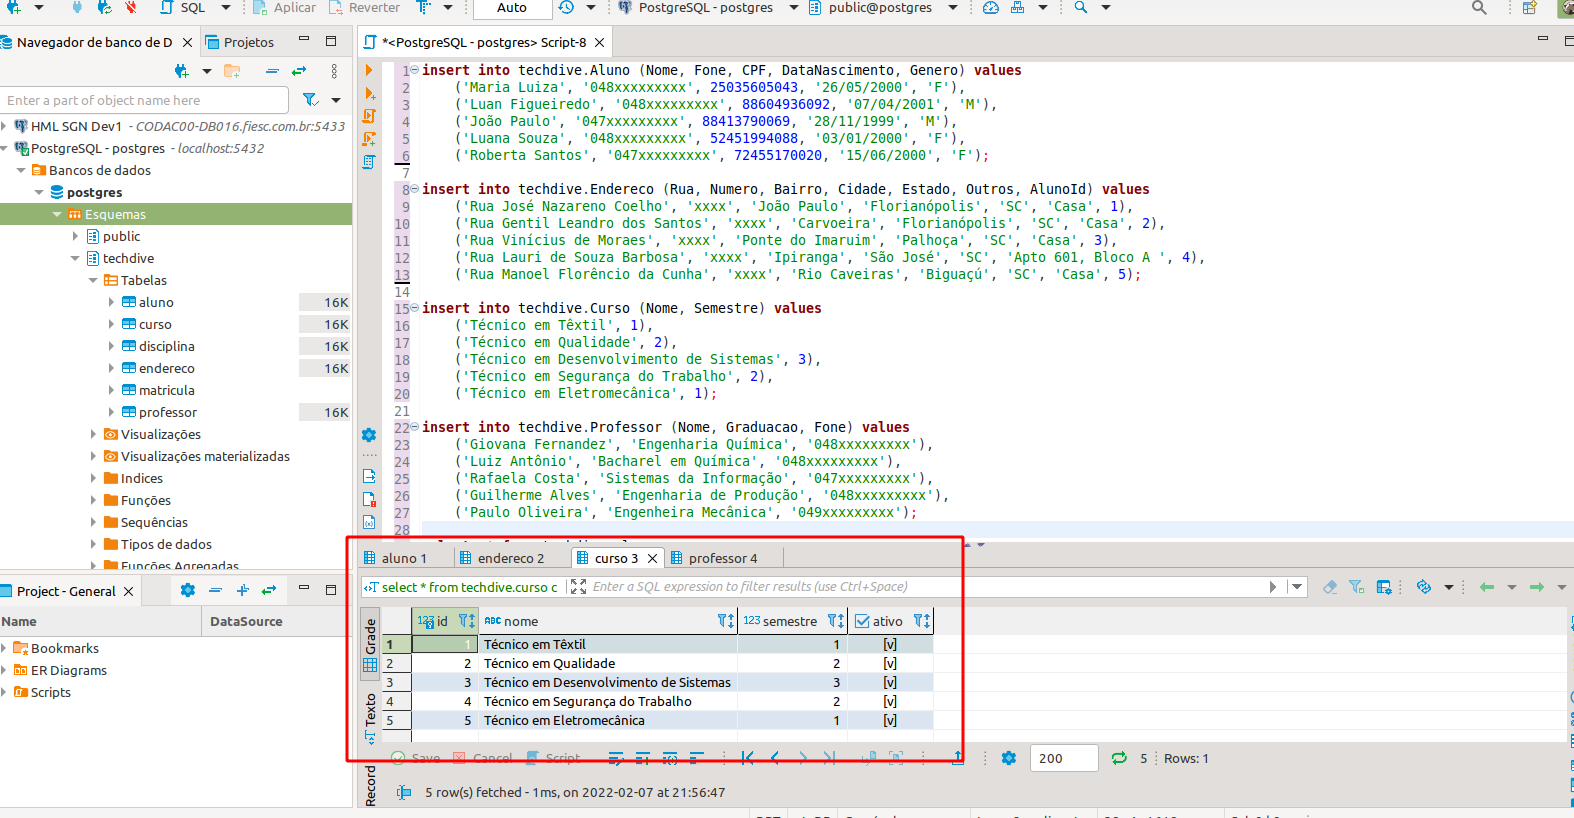 SQL
Aplicar
Reverter
Auto
PostgreSQL - postgres
public@postgres
Navegador de banco de D
Projetos
Enter a part of object name here
HML SGN Dev1 - CODAC00-DB016.fiesc.com.br:5433
PostgreSQL - postgres - localhost:5432
Bancos de dados
postgres
Esquemas
public
techdive
Tabelas
aluno 16K
curso 16K
disciplina 16K
endereco 16K
matricula
professor 16K
Visualizações
Visualizações materializadas
Indices
Funções
Sequências
Tipos de dados
Funções Agregadas
Project - General
Name DataSource
Bookmarks
ER Diagrams
Scripts
*<PostgreSQL - postgres> Script-8
1 insert into techdive.Aluno (Nome, Fone, CPF, DataNascimento, Genero) values
2 ('Maria Luiza', '048xxxxxxxxx', 25035605043, '26/05/2000', 'F'),
3 ('Luan Figueiredo', '048xxxxxxxxx', 88604936092, '07/04/2001', 'M'),
4 ('João Paulo', '047xxxxxxxxx', 88413790069, '28/11/1999', 'M'),
5 ('Luana Souza', '048xxxxxxxxx', 52451994088, '03/01/2000', 'F'),
6 ('Roberta Santos', '047xxxxxxxxx', 72455170020, '15/06/2000', 'F');
7
8 insert into techdive.Endereco (Rua, Numero, Bairro, Cidade, Estado, Outros, AlunoId) values
9 ('Rua José Nazareno Coelho', 'xxxx', 'João Paulo', 'Florianópolis', 'SC', 'Casa', 1),
10 ('Rua Gentil Leandro dos Santos', 'xxxx', 'Carvoeira', 'Florianópolis', 'SC', 'Casa', 2),
11 ('Rua Vinícius de Moraes', 'xxxx', 'Ponte do Imaruim', 'Palhoça', 'SC', 'Casa', 3),
12 ('Rua Lauri de Souza Barbosa', 'xxxx', 'Ipiranga', 'São José', 'SC', 'Apto 601, Bloco A ', 4),
13 ('Rua Manoel Florêncio da Cunha', 'xxxx', 'Rio Caveiras', 'Biguaçú', 'SC', 'Casa', 5);
14
15 insert into techdive.Curso (Nome, Semestre) values
16 ('Técnico em Têxtil', 1),
17 ('Técnico em Qualidade', 2),
18 ('Técnico em Desenvolvimento de Sistemas', 3),
19 ('Técnico em Segurança do Trabalho', 2),
20 ('Técnico em Eletromecânica', 1);
21
22 insert into techdive.Professor (Nome, Graduacao, Fone) values
23 ('Giovana Fernandez', 'Engenharia Química', '048xxxxxxxxx'),
24 ('Luiz Antônio', 'Bacharel em Química', '048xxxxxxxxx'),
25 ('Rafaela Costa', 'Sistemas da Informação', '047xxxxxxxxx'),
26 ('Guilherme Alves', 'Engenharia de Produção', '048xxxxxxxxx'),
27 ('Paulo Oliveira', 'Engenheira Mecânica', '049xxxxxxxxx');
28
aluno 1
endereco 2
curso 3
professor 4
select * from techdive.curso c
Enter a SQL expression to filter results (use Ctrl+Space)
Grade
Texto
Record
123 id ABC nome 123 semestre ativo
1 1 Técnico em Têxtil 1 [v]
2 2 Técnico em Qualidade 2 [v]
3 3 Técnico em Desenvolvimento de Sistemas 3 [v]
4 4 Técnico em Segurança do Trabalho 2 [v]
5 5 Técnico em Eletromecânica 1 [v]
Save
Cancel
Script
200
5
Rows: 1
5 row(s) fetched - 1ms, on 2022-02-07 at 21:56:47